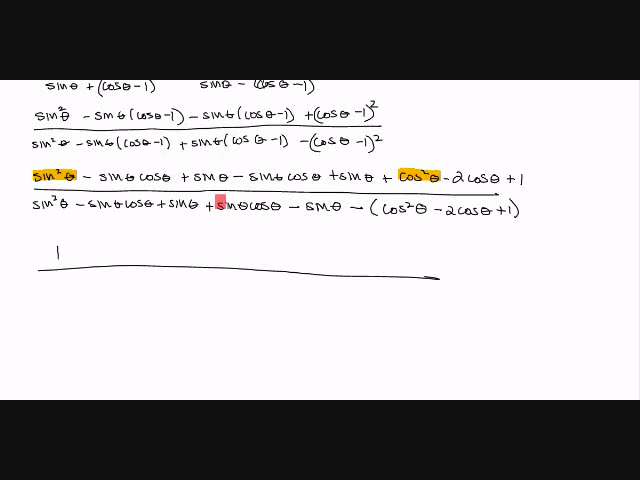 sinθ + (cosθ - 1) sinθ - (cosθ - 1)
sin²θ - sinθ(cosθ-1) - sinθ(cosθ-1) + (cosθ-1)²
sin²θ - sinθ(cosθ-1) + sinθ(cosθ-1) - (cosθ-1)²
sin²θ - sinθcosθ + sinθ - sinθcosθ + sinθ + cos²θ - 2cosθ + 1
sin²θ - sinθcosθ + sinθ + sinθcosθ - sinθ - (cos²θ - 2cosθ + 1)
1